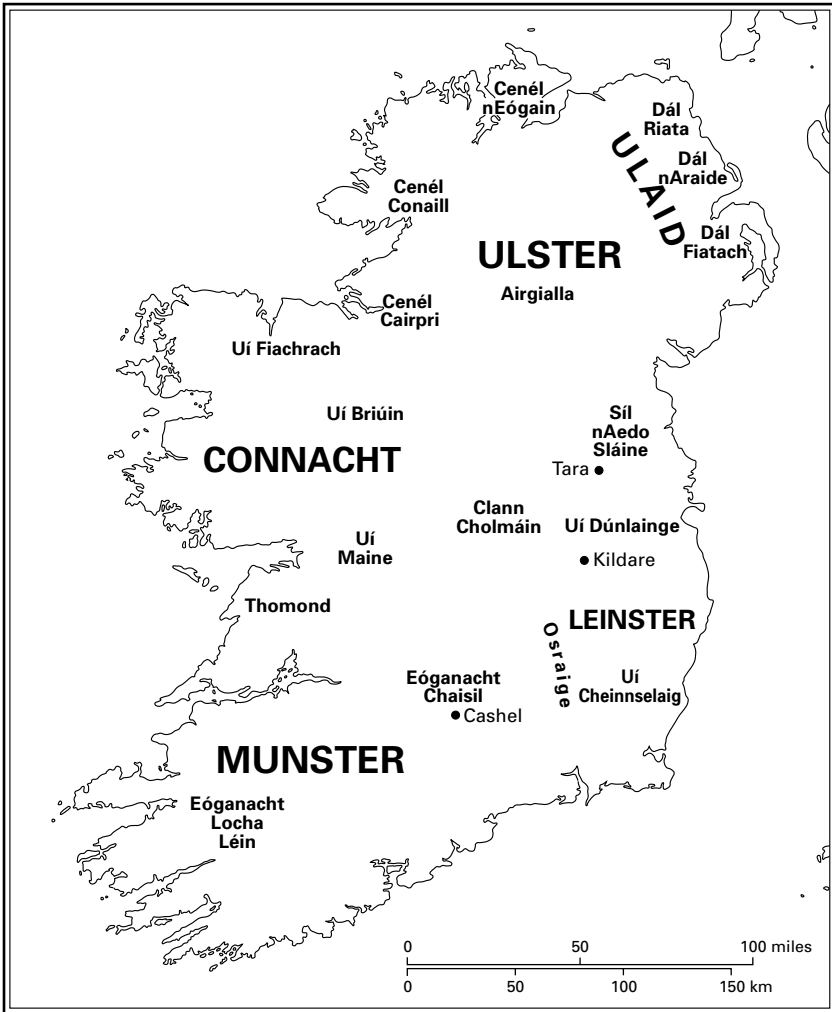 Cenél
nEógain
Dál
Riata
ULAID
Dál
nAraide
Cenél
Conaill
Dál
Fiatach
ULSTER
Airgialla
Cenél
Cairpri
Uí Fiachrach
Uí Briúin
Síl
nAedo
Sláine
CONNACHT
Tara
Clann
Cholmáin
Uí Dúnlainge
Uí
Maine
Kildare
Thomond
LEINSTER
Osraige
Eóganacht
Chaisil
Uí
Cheinnselaig
Cashel
MUNSTER
Eóganacht
Locha
Léin
0 50 100 miles
0 50 100 150 km